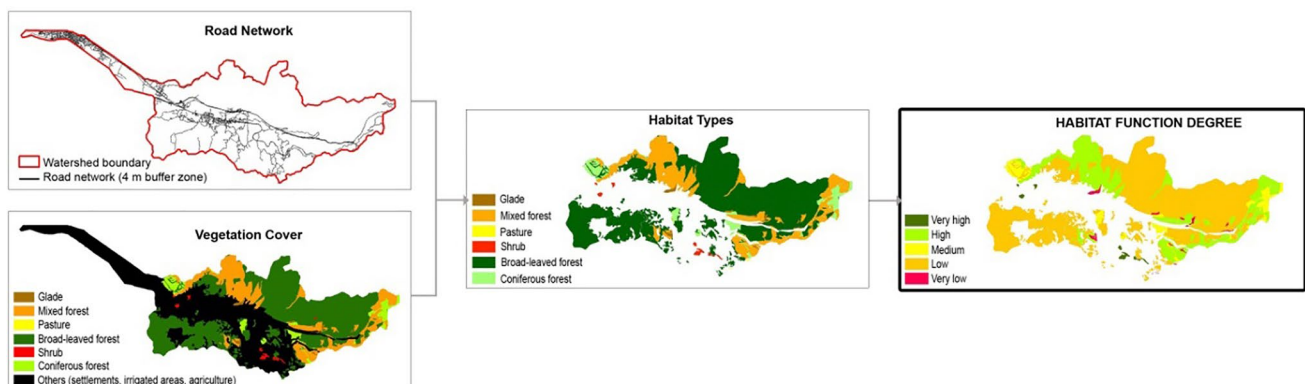 Road Network
Watershed boundary
Road network (4 m buffer zone)
Vegetation Cover
Glade
Mixed forest
Pasture
Broad-leaved forest
Shrub
Coniferous forest
Others (settlements, irrigated areas, agriculture)
Habitat Types
Glade
Mixed forest
Pasture
Shrub
Broad-leaved forest
Coniferous forest
HABITAT FUNCTION DEGREE
Very high
High
Medium
Low
Very low